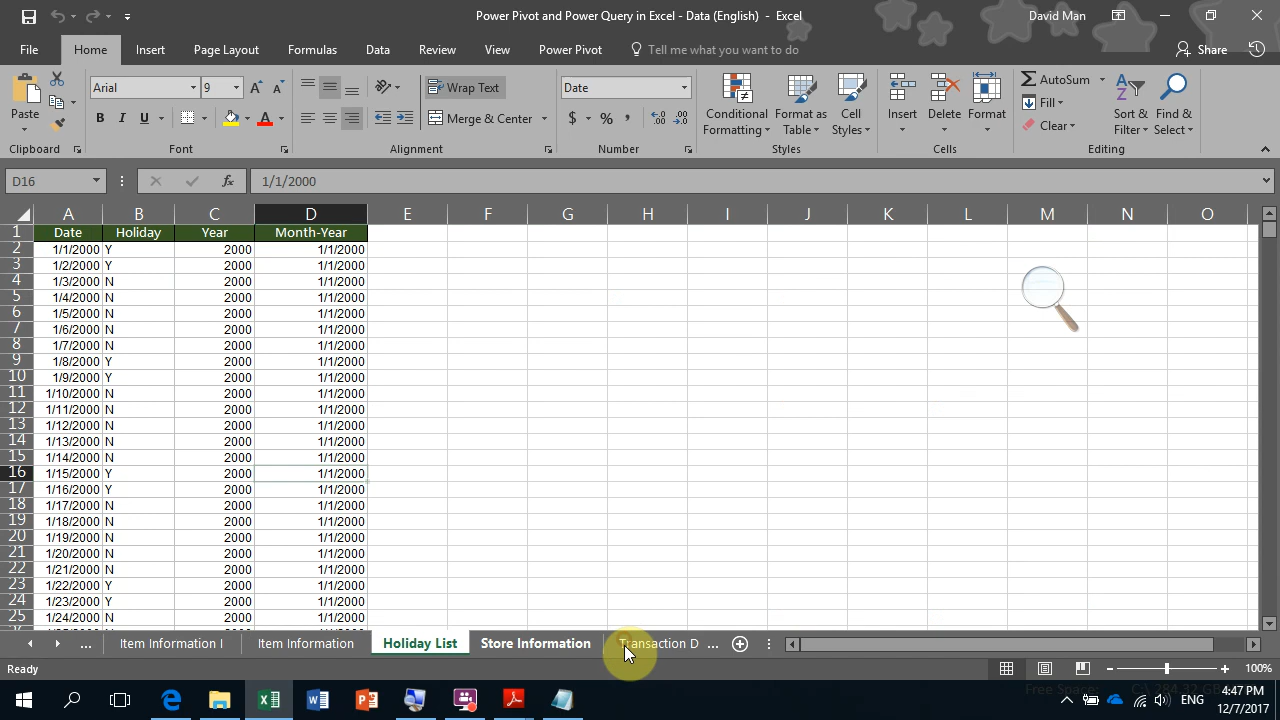 Power Pivot and Power Query in Excel - Data (English) - Excel
David Man
File Home Insert Page Layout Formulas Data Review View Power Pivot Tell me what you want to do Share
Paste
Clipboard
Arial 9
B I U
Font
Wrap Text
Merge & Center
Alignment
Date
$ % ,
Number
Conditional Formatting
Format as Table
Cell Styles
Styles
Insert Delete Format
Cells
AutoSum
Fill
Clear
Sort & Filter
Find & Select
Editing
D16 fx 1/1/2000
A B C D E F G H I J K L M N O
1 Date Holiday Year Month-Year
2 1/1/2000 Y 2000 1/1/2000
3 1/2/2000 Y 2000 1/1/2000
4 1/3/2000 N 2000 1/1/2000
5 1/4/2000 N 2000 1/1/2000
6 1/5/2000 N 2000 1/1/2000
7 1/6/2000 N 2000 1/1/2000
8 1/7/2000 N 2000 1/1/2000
9 1/8/2000 Y 2000 1/1/2000
10 1/9/2000 Y 2000 1/1/2000
11 1/10/2000 N 2000 1/1/2000
12 1/11/2000 N 2000 1/1/2000
13 1/12/2000 N 2000 1/1/2000
14 1/13/2000 N 2000 1/1/2000
15 1/14/2000 N 2000 1/1/2000
16 1/15/2000 Y 2000 1/1/2000
17 1/16/2000 Y 2000 1/1/2000
18 1/17/2000 N 2000 1/1/2000
19 1/18/2000 N 2000 1/1/2000
20 1/19/2000 N 2000 1/1/2000
21 1/20/2000 N 2000 1/1/2000
22 1/21/2000 N 2000 1/1/2000
23 1/22/2000 Y 2000 1/1/2000
24 1/23/2000 Y 2000 1/1/2000
25 1/24/2000 N 2000 1/1/2000
... Item Information I Item Information Holiday List Store Information Transaction D ...
Ready 100%
Free Space:
ENG
4:47 PM
12/7/2017